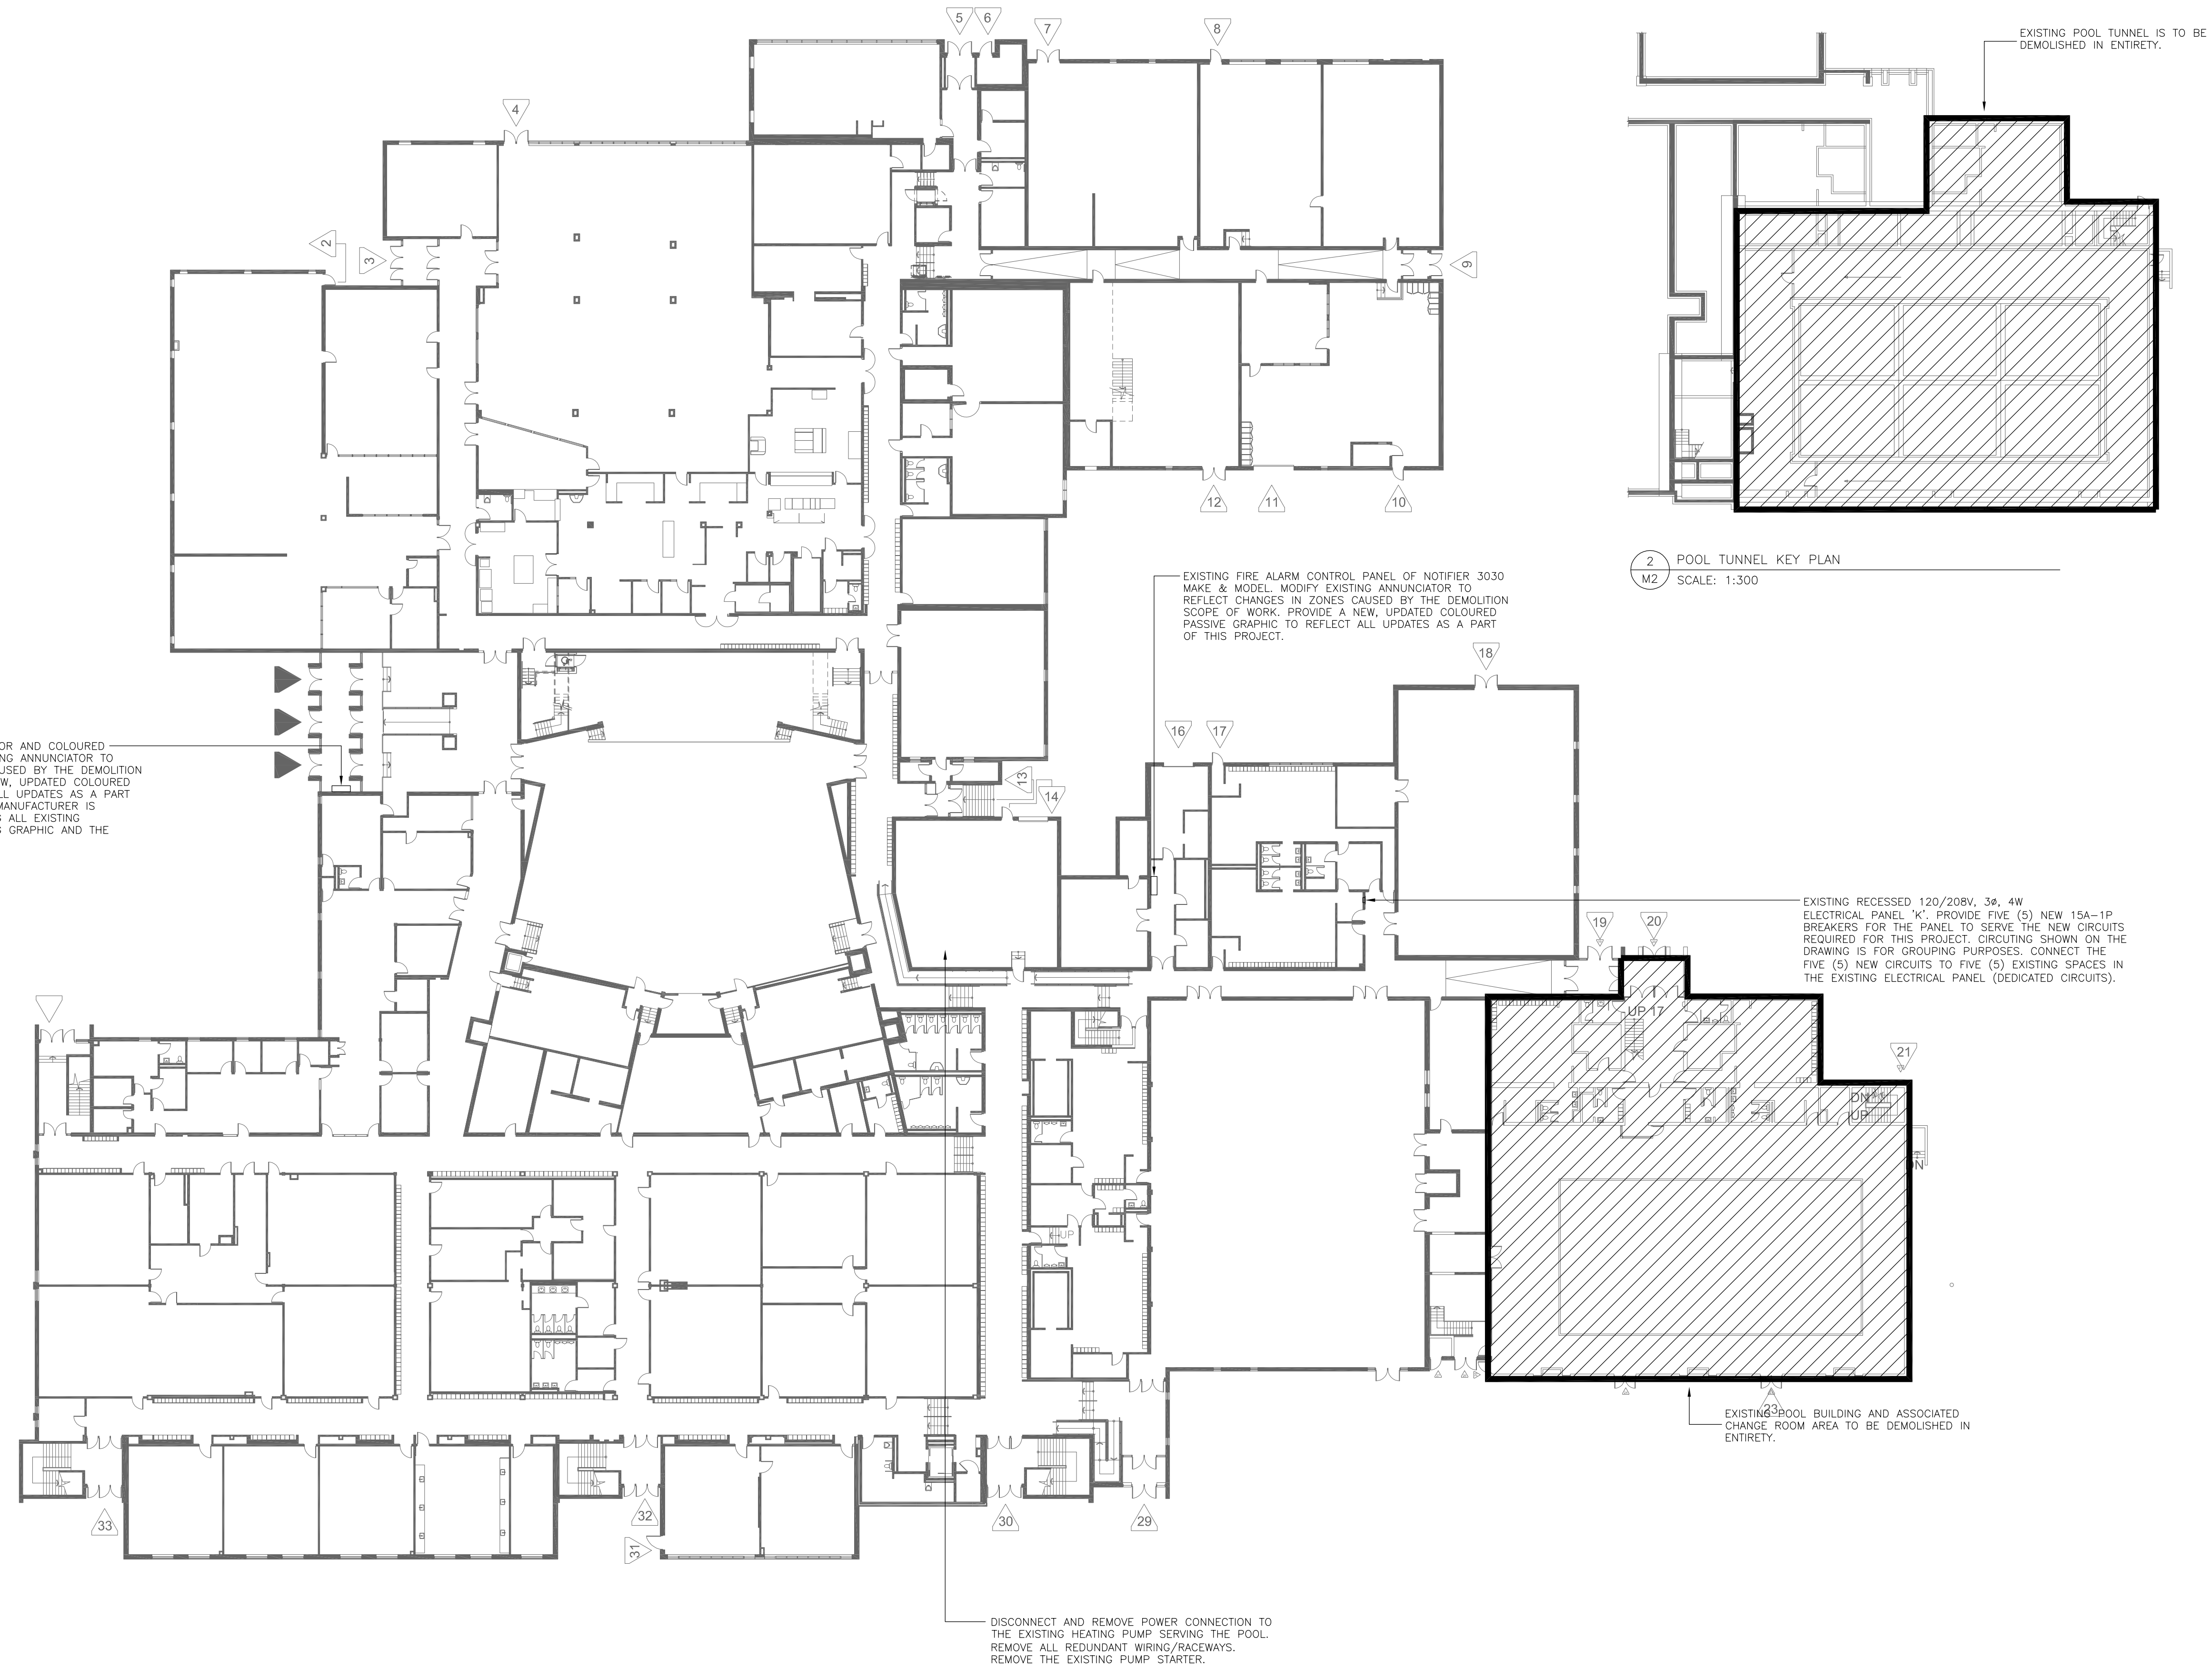 5
6
7
8
EXISTING POOL TUNNEL IS TO BE
DEMOLISHED IN ENTIRETY.
4
2
3
9
12
11
10
2
M2
POOL TUNNEL KEY PLAN
SCALE: 1:300
EXISTING FIRE ALARM CONTROL PANEL OF NOTIFIER 3030
MAKE & MODEL. MODIFY EXISTING ANNUNCIATOR TO
REFLECT CHANGES IN ZONES CAUSED BY THE DEMOLITION
SCOPE OF WORK. PROVIDE A NEW, UPDATED COLOURED
PASSIVE GRAPHIC TO REFLECT ALL UPDATES AS A PART
OF THIS PROJECT.
18
16
17
OR AND COLOURED
NG ANNUNCIATOR TO
USED BY THE DEMOLITION
W, UPDATED COLOURED
LL UPDATES AS A PART
MANUFACTURER IS
G ALL EXISTING
G GRAPHIC AND THE
13
14
EXISTING RECESSED 120/208V, 3ø, 4W
ELECTRICAL PANEL 'K'. PROVIDE FIVE (5) NEW 15A-1P
BREAKERS FOR THE PANEL TO SERVE THE NEW CIRCUITS
REQUIRED FOR THIS PROJECT. CIRCUTING SHOWN ON THE
DRAWING IS FOR GROUPING PURPOSES. CONNECT THE
FIVE (5) NEW CIRCUITS TO FIVE (5) EXISTING SPACES IN
THE EXISTING ELECTRICAL PANEL (DEDICATED CIRCUITS).
19
20
UP 17
21
DN
UP
DN
UP
23
EXISTING POOL BUILDING AND ASSOCIATED
CHANGE ROOM AREA TO BE DEMOLISHED IN
ENTIRETY.
33
32
31
30
29
DISCONNECT AND REMOVE POWER CONNECTION TO
THE EXISTING HEATING PUMP SERVING THE POOL.
REMOVE ALL REDUNDANT WIRING/RACEWAYS.
REMOVE THE EXISTING PUMP STARTER.